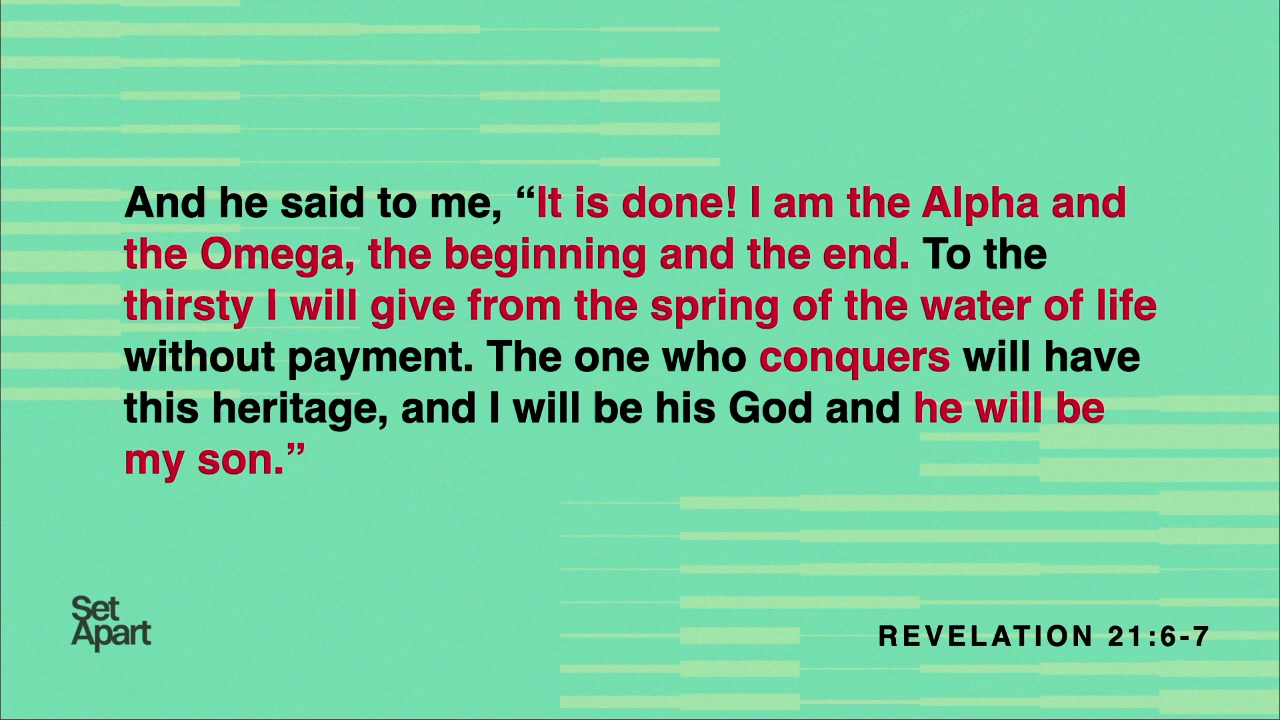 And he said to me, “It is done! I am the Alpha and
the Omega, the beginning and the end. To the
thirsty I will give from the spring of the water of life
without payment. The one who conquers will have
this heritage, and I will be his God and he will be
my son.”
Set
Apart
REVELATION 21:6-7